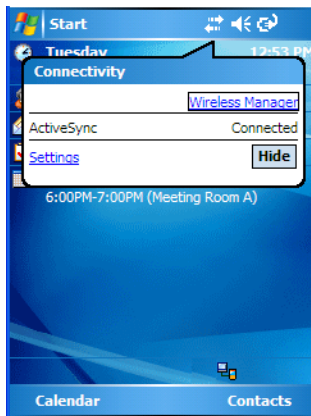 Start
Tuesday 12:53 PM
Connectivity
Wireless Manager
ActiveSync Connected
Settings Hide
6:00PM-7:00PM (Meeting Room A)
Calendar Contacts